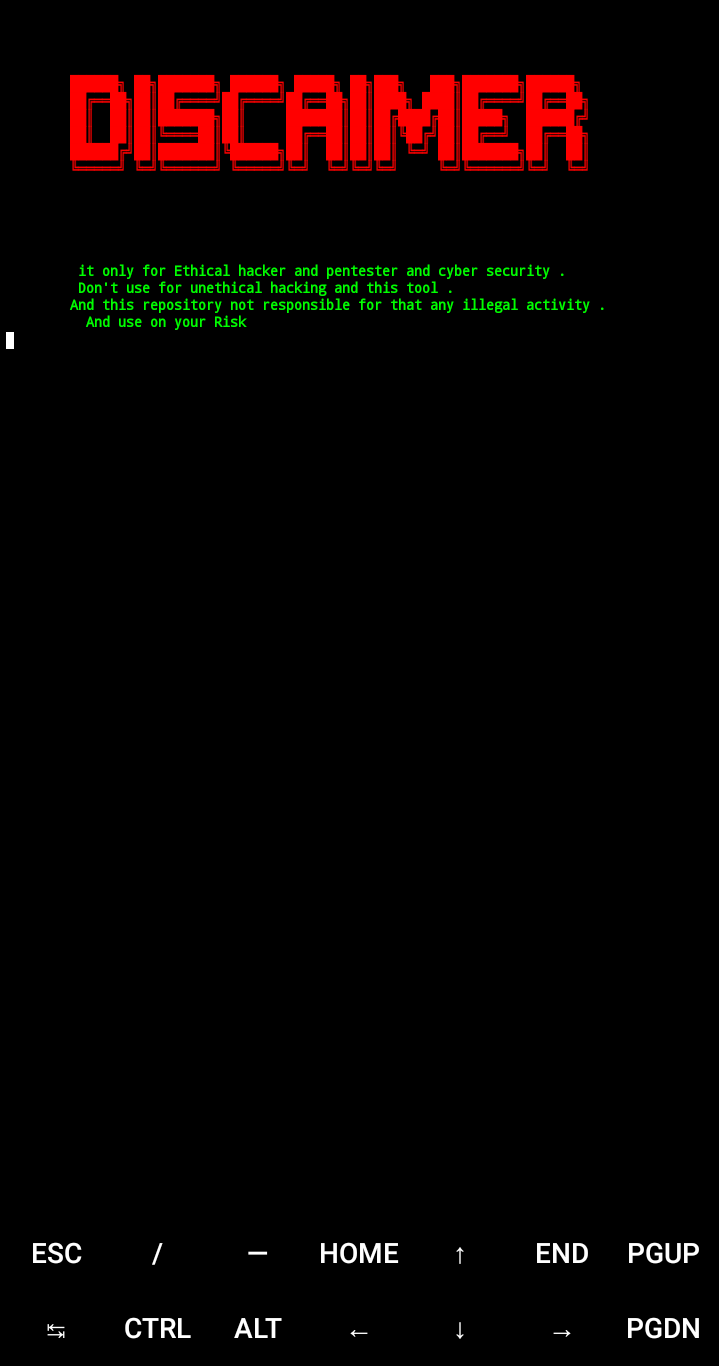 DISCAIMER
it only for Ethical hacker and pentester and cyber security .
Don't use for unethical hacking and this tool .
And this repository not responsible for that any illegal activity .
And use on your Risk
ESC / — HOME ↑ END PGUP
↹ CTRL ALT ← ↓ → PGDN